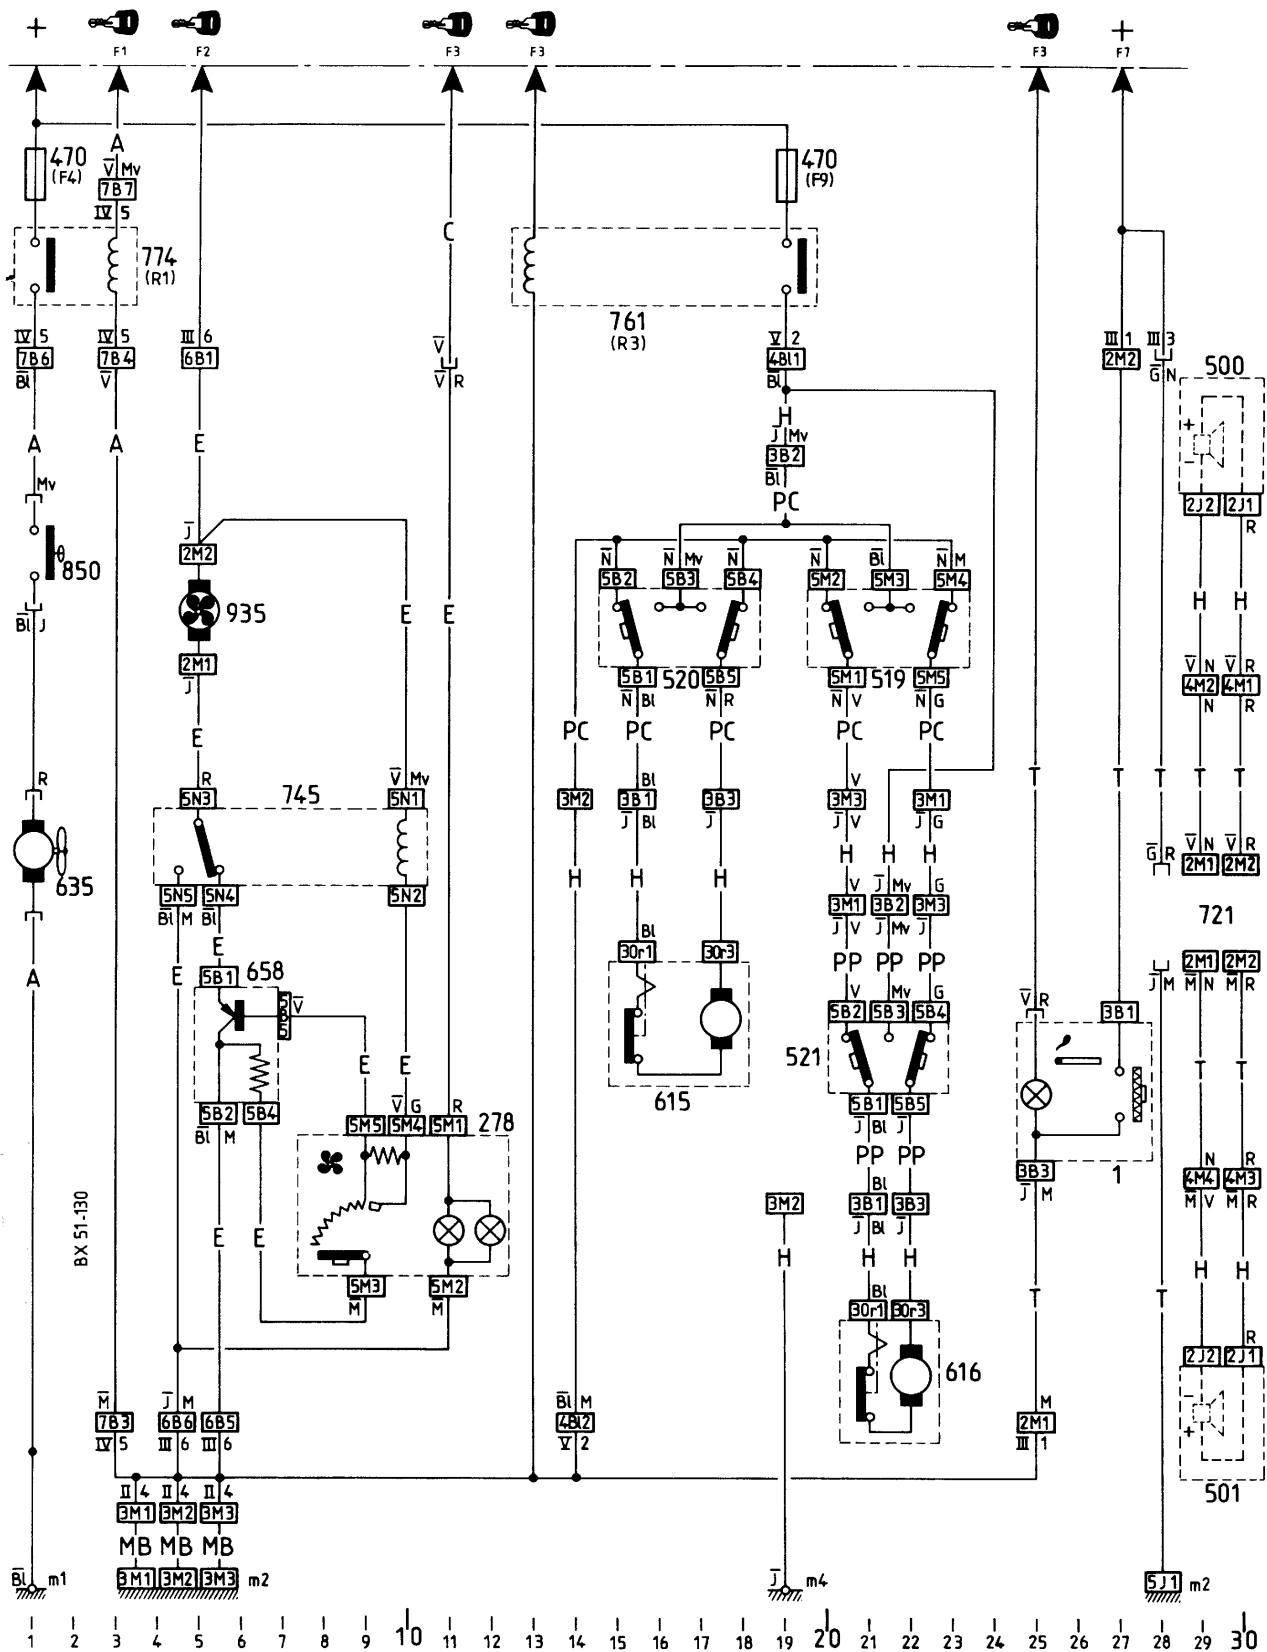 + F1 F2 F3 F3 F3 + F7
A
470 (F4)
V̅ Mv
7B7
IV 5
470 (F9)
C
774 (R1)
761 (R3)
IV 5 IV 5 III 6 V̅ V 2 III 1 III 3
7B6 7B4 6B1 4Bl1 2M2
B̅l V̅ V̅ R B̅l G̅ N
500
+
-
A A E H
J̅ Mv
3B2
B̅l
PC
Mv
2J2 2J1
R
J̅
2M2
N̅ N̅ Mv N̅ N̅ B̅l N̅ M
5B2 5B3 5B4 5M2 5M3 5M4
850
935
E E H H
B̅l J
2M1
J̅
5B1 520 5B5 5M1 519 5M5
N̅ Bl N̅ R N̅ V N̅ G
V̅ N V̅ R
4M2 4M1
N R
E PC PC PC PC PC
T T T T T
R R V̅ Mv Bl V
5N3 745 5N1 3M2 3B1 3B3 3M3 3M1
J̅ Bl J̅ J̅ V J̅ G
635
H H H H H H
G̅ R V̅ N V̅ R
2M1 2M2
5N5 5N4 5N2
B̅l M B̅l
V J̅ Mv G
3M1 3B2 3M3
J̅ V J̅ Mv J̅
721
A E E
5B1 658
Bl
30r1 30r3
PP PP PP
2M1 2M2
J̅ M M̅ N M̅ R
5B5 V̅
V Mv G
5B2 5B3 5B4
V̅ R
3B1
521
E E
5B2 5B4
B̅l M
V̅ G R
5M5 5M4 5M1 278
615
5B1 5B5
J̅ Bl J̅
T T
PP PP
3B3 1
J̅ M
N R
4M4 4M3
M̅ V M̅ R
BX 51-130
E E
3M2
Bl
3B1 3B3
J̅ Bl J̅
H H H H H
T T
5M3 5M2
M̅ M̅
Bl
30r1 30r3
R
2J2 2J1
616
-
+
501
M̅ J̅ M B̅l M M
7B3 6B6 6B5 4Bl2 2M1
IV 5 III 6 III 6 V 2 III 1
II 4 II 4 II 4
3M1 3M2 3M3
MB MB MB
B̅l m1 3M1 3M2 3M3 m2 J̅ m4 5J1 m2
1 2 3 4 5 6 7 8 9 10 11 12 13 14 15 16 17 18 19 20 21 22 23 24 25 26 27 28 29 30